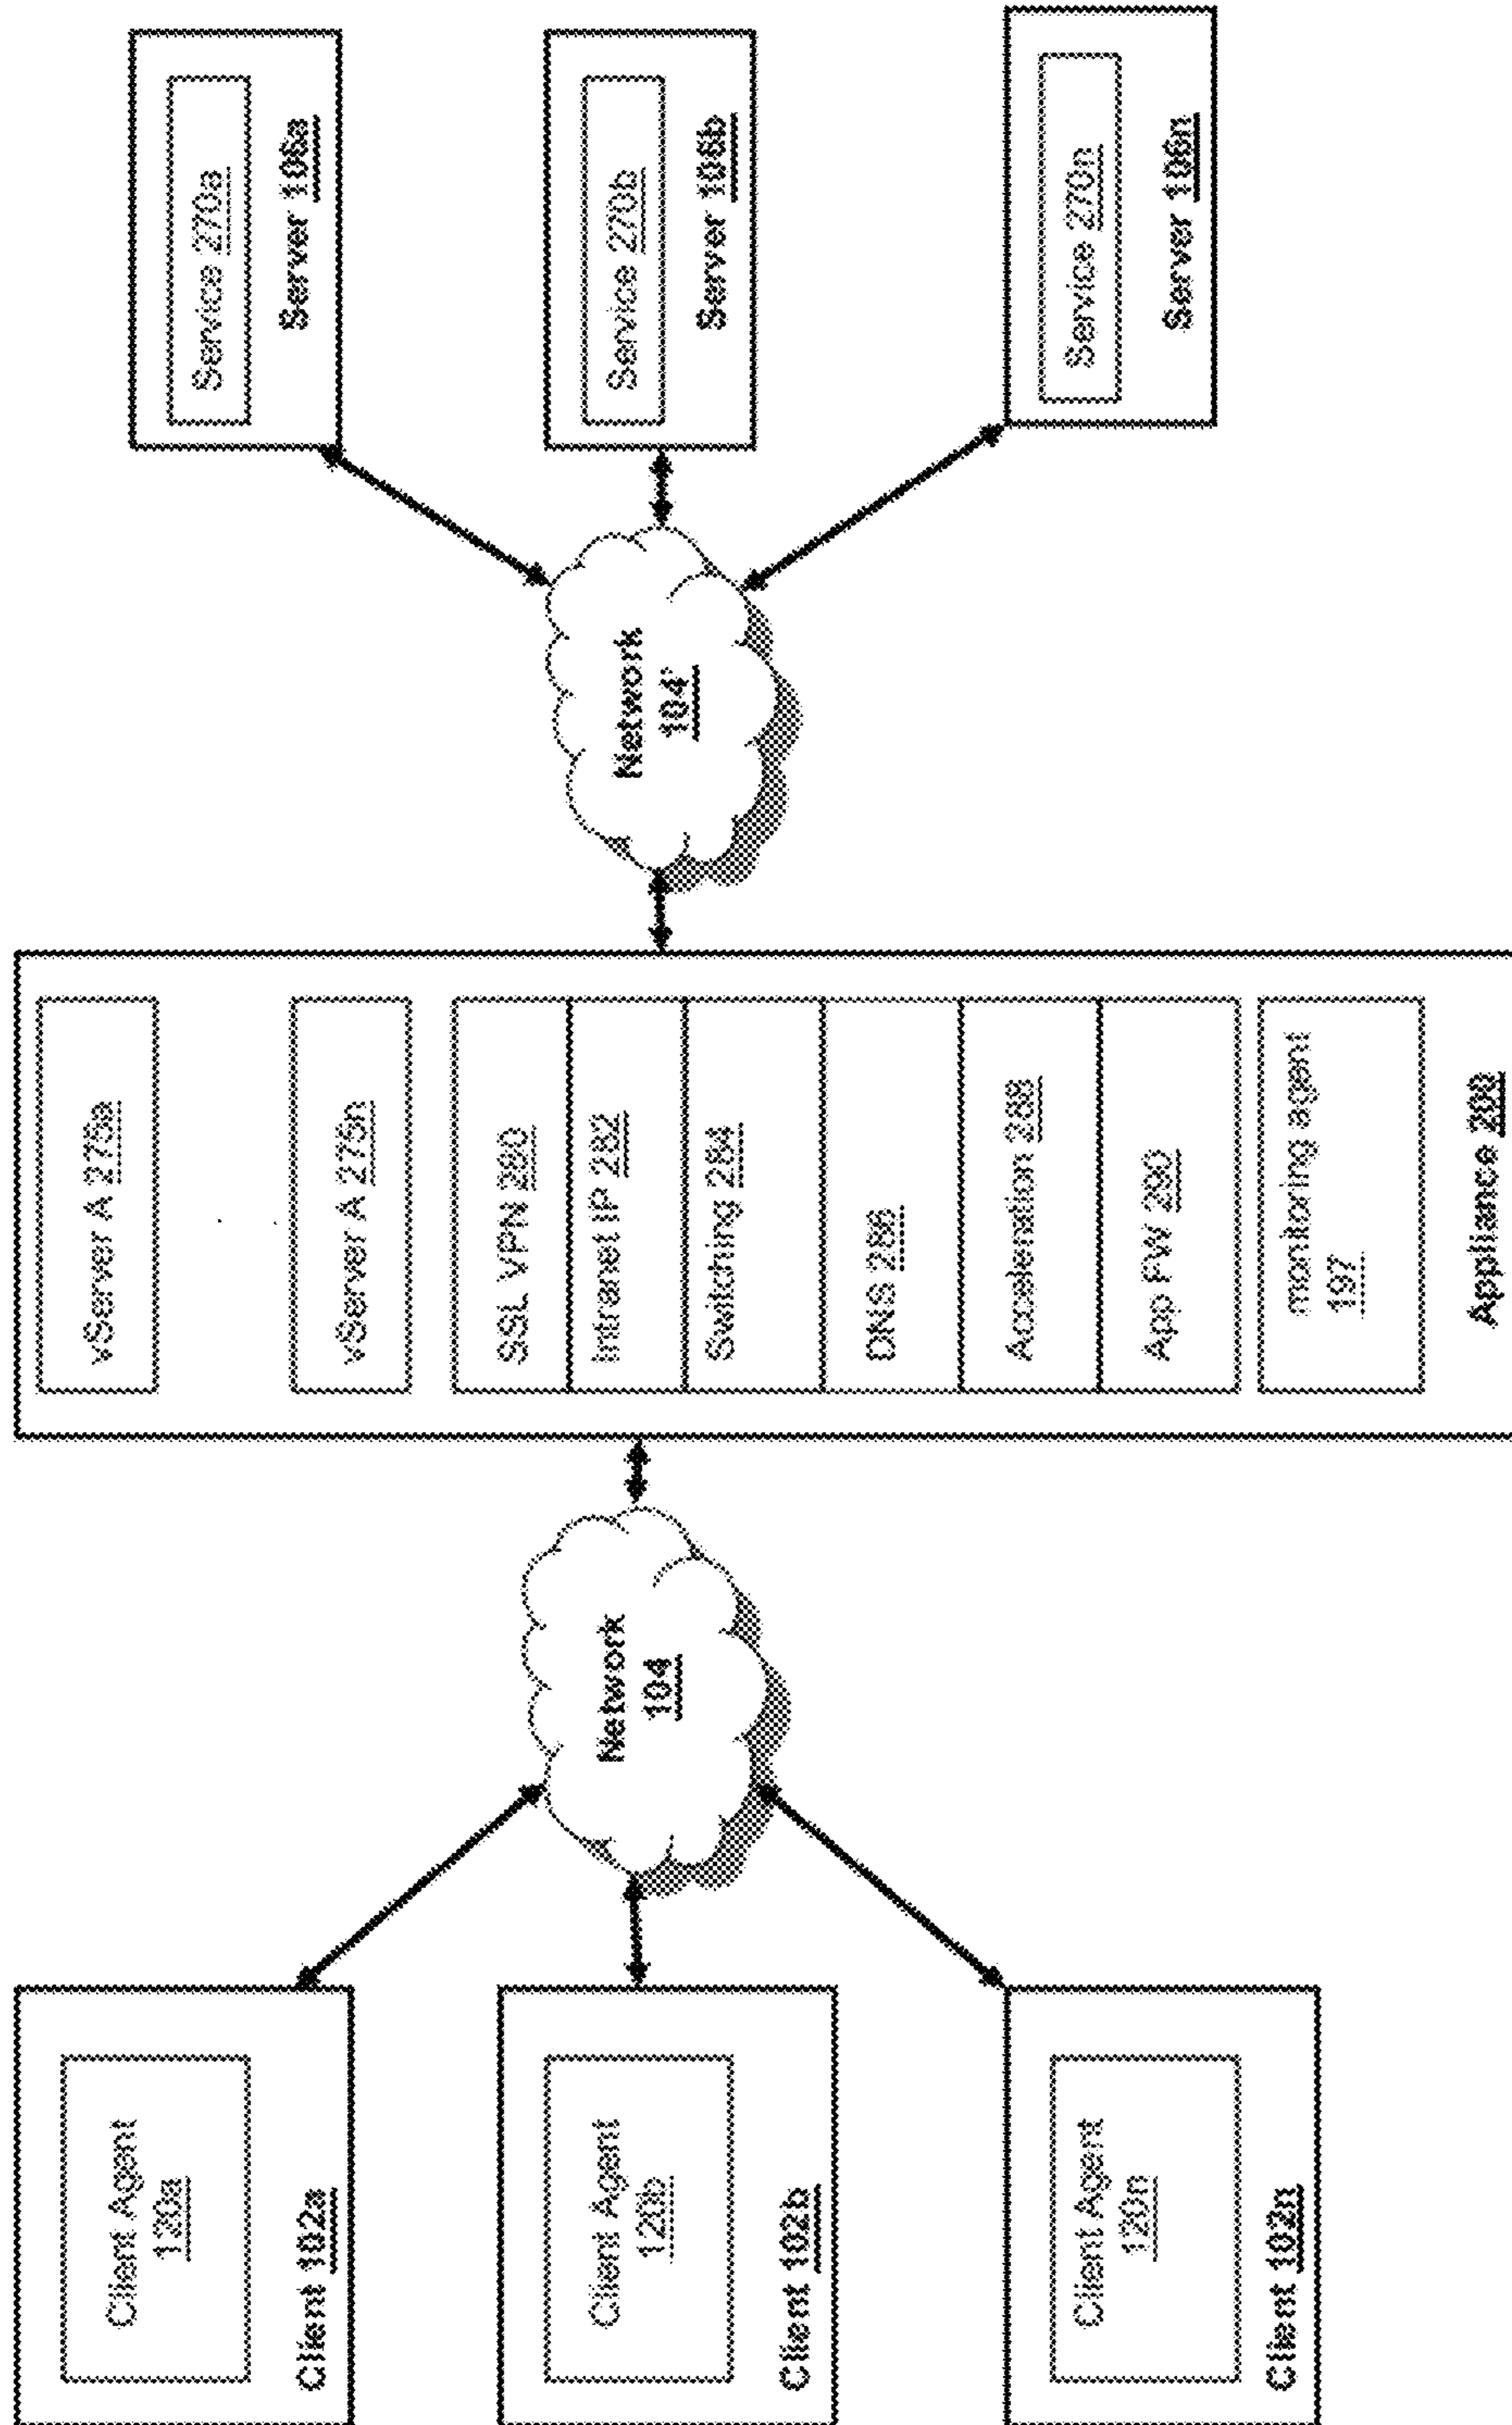 Client Agent
120a
Client 102a
Client Agent
120b
Client 102b
Client Agent
120n
Client 102n
Network
104
vServer A 275a
vServer A 275n
SSL VPN 280
Intranet IP 282
Switching 284
DNS 286
Acceleration 288
App FW 290
monitoring agent
197
Appliance 200
Network
104'
Service 270a
Server 106a
Service 270b
Server 106b
Service 270n
Server 106n